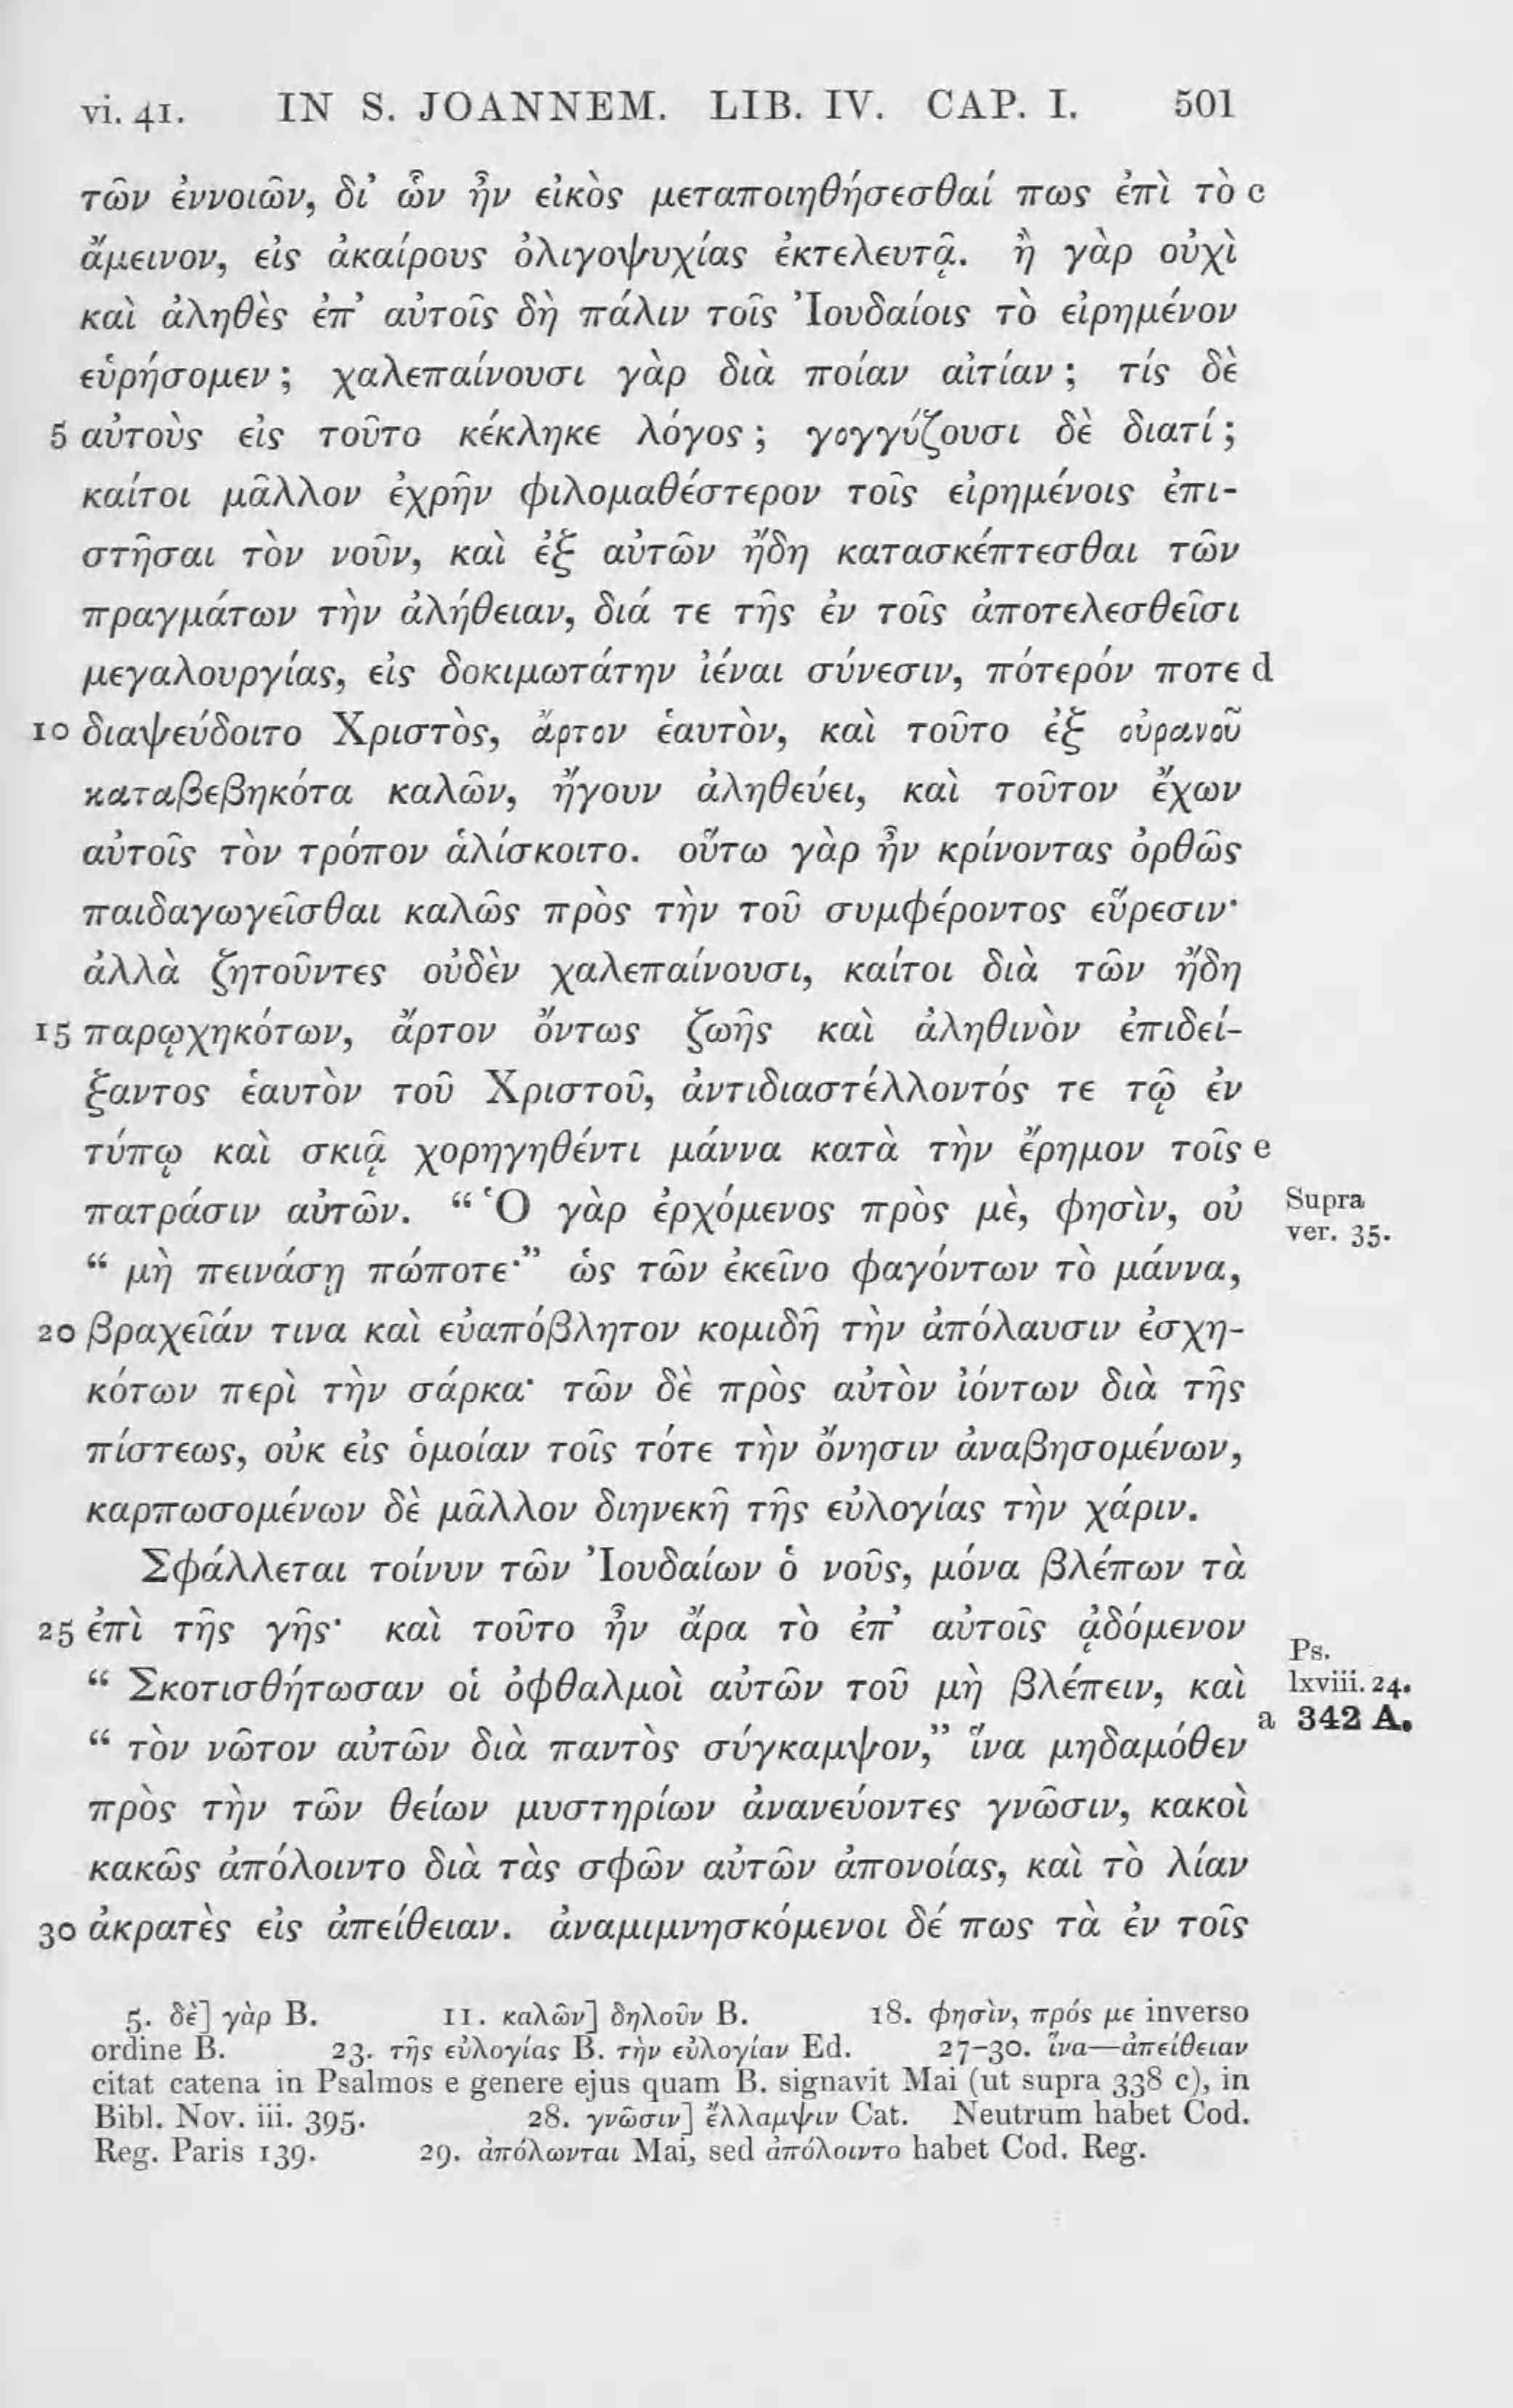 vi. 41. IN S. JOANNEM. LIB. IV. CAP. I. 501
τῶν ἐννοιῶν, δι’ ὧν ἦν εἰκὸς μεταποιηθήσεσθαί πως ἐπὶ τὸ c
ἄμεινον, εἰς ἀκαίρους ὀλιγοψυχίας ἐκτελευτᾷ. ἢ γὰρ οὐχὶ
καὶ ἀληθὲς ἐπ’ αὐτοῖς δὴ πάλιν τοῖς Ἰουδαίοις τὸ εἰρημένον
εὑρήσομεν ; χαλεπαίνουσι γὰρ διὰ ποίαν αἰτίαν ; τίς δὲ
5 αὐτοὺς εἰς τοῦτο κέκληκε λόγος ; γογγύζουσι δὲ διατί ;
καίτοι μᾶλλον ἐχρῆν φιλομαθέστερον τοῖς εἰρημένοις ἐπι-
στῆσαι τὸν νοῦν, καὶ ἐξ αὐτῶν ἤδη κατασκέπτεσθαι τῶν
πραγμάτων τὴν ἀλήθειαν, διά τε τῆς ἐν τοῖς ἀποτελεσθεῖσι
μεγαλουργίας, εἰς δοκιμωτάτην ἰέναι σύνεσιν, πότερόν ποτε d
10 διαψεύδοιτο Χριστὸς, ἄρτον ἑαυτὸν, καὶ τοῦτο ἐξ οὐρανοῦ
καταβεβηκότα καλῶν, ἤγουν ἀληθεύει, καὶ τοῦτον ἔχων
αὐτοῖς τὸν τρόπον ἁλίσκοιτο. οὕτω γὰρ ἦν κρίνοντας ὀρθῶς
παιδαγωγεῖσθαι καλῶς πρὸς τὴν τοῦ συμφέροντος εὕρεσιν·
ἀλλὰ ζητοῦντες οὐδὲν χαλεπαίνουσι, καίτοι διὰ τῶν ἤδη
15 παρῳχηκότων, ἄρτον ὄντως ζωῆς καὶ ἀληθινὸν ἐπιδεί-
ξαντος ἑαυτὸν τοῦ Χριστοῦ, ἀντιδιαστέλλοντός τε τῷ ἐν
τύπῳ καὶ σκιᾷ χορηγηθέντι μάννα κατὰ τὴν ἔρημον τοῖς e
πατράσιν αὐτῶν. “ Ὁ γὰρ ἐρχόμενος πρὸς μὲ, φησὶν, οὐ Supra ver. 35.
“ μὴ πεινάσῃ πώποτε·” ὡς τῶν ἐκεῖνο φαγόντων τὸ μάννα,
20 βραχεῖάν τινα καὶ εὐαπόβλητον κομιδῆ τὴν ἀπόλαυσιν ἐσχη-
κότων περὶ τὴν σάρκα· τῶν δὲ πρὸς αὐτὸν ἰόντων διὰ τῆς
πίστεως, οὐκ εἰς ὁμοίαν τοῖς τότε τὴν ὄνησιν ἀναβησομένων,
καρπωσομένων δὲ μᾶλλον διηνεκῆ τῆς εὐλογίας τὴν χάριν.
Σφάλλεται τοίνυν τῶν Ἰουδαίων ὁ νοῦς, μόνα βλέπων τὰ
25 ἐπὶ τῆς γῆς· καὶ τοῦτο ἦν ἄρα τὸ ἐπ’ αὐτοῖς ᾀδόμενον
“ Σκοτισθήτωσαν οἱ ὀφθαλμοὶ αὐτῶν τοῦ μὴ βλέπειν, καὶ Ps. lxviii. 24.
“ τὸν νῶτον αὐτῶν διὰ παντὸς σύγκαμψον,” ἵνα μηδαμόθεν a 342 A.
πρὸς τὴν τῶν θείων μυστηρίων ἀνανεύοντες γνῶσιν, κακοὶ
κακῶς ἀπόλοιντο διὰ τὰς σφῶν αὐτῶν ἀπονοίας, καὶ τὸ λίαν
30 ἀκρατὲς εἰς ἀπείθειαν. ἀναμιμνησκόμενοι δέ πως τὰ ἐν τοῖς
5. δὲ] γὰρ B. 11. καλῶν] δηλοῦν B. 18. φησὶν, πρός με inverso
ordine B. 23. τῆς εὐλογίας B. τὴν εὐλογίαν Ed. 27–30. ἵνα—ἀπείθειαν
citat catena in Psalmos e genere ejus quam B. signavit Mai (ut supra 338 c), in
Bibl. Nov. iii. 395. 28. γνῶσιν] ἔλλαμψιν Cat. Neutrum habet Cod.
Reg. Paris 139. 29. ἀπόλωνται Mai, sed ἀπόλοιντο habet Cod. Reg.